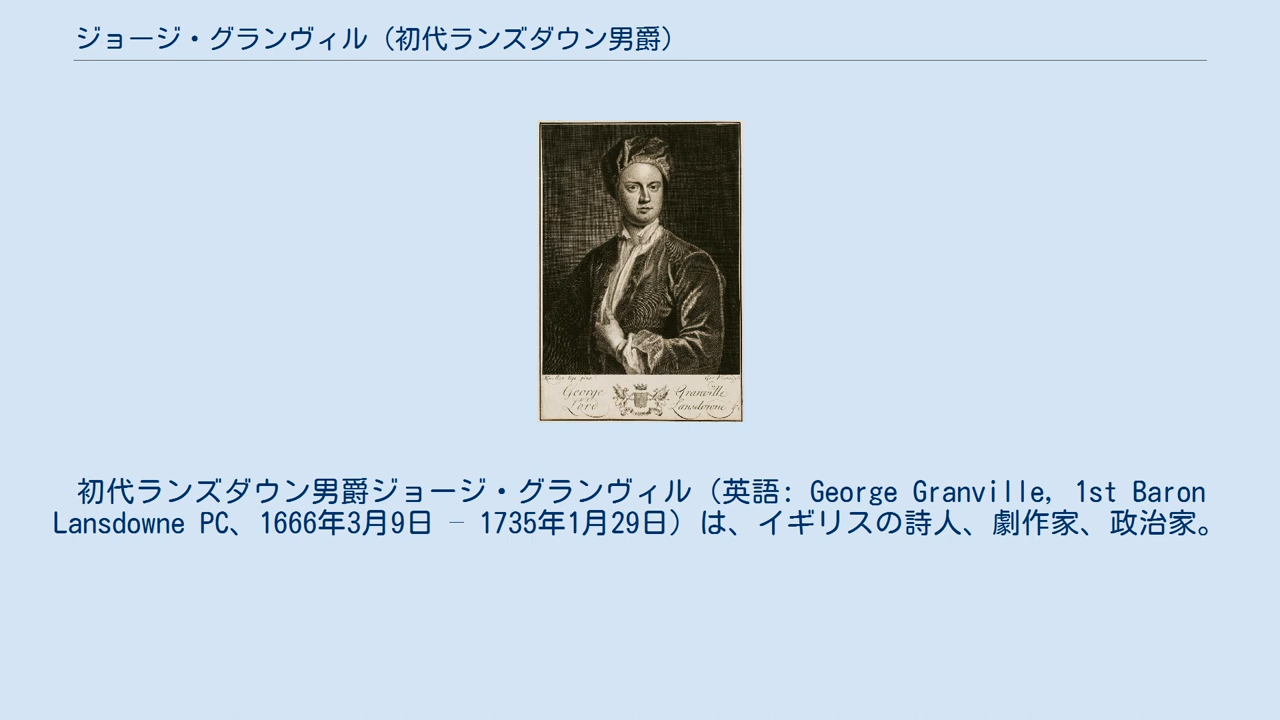 ジョージ・グランヴィル（初代ランズダウン男爵）
George Granville
Lord Lansdowne
初代ランズダウン男爵ジョージ・グランヴィル（英語: George Granville, 1st Baron
Lansdowne PC、1666年3月9日 – 1735年1月29日）は、イギリスの詩人、劇作家、政治家。